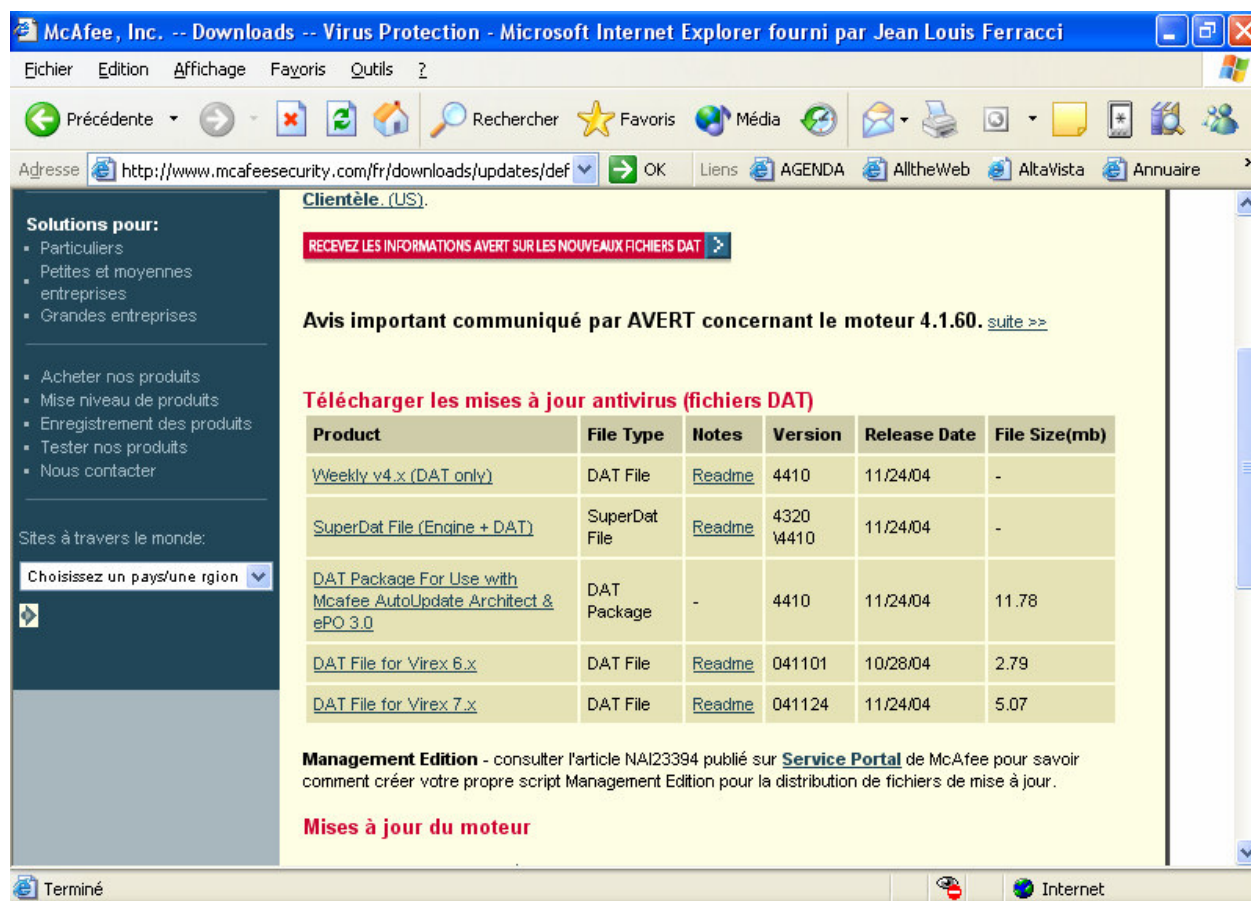 McAfee, Inc. -- Downloads -- Virus Protection - Microsoft Internet Explorer fourni par Jean Louis Ferracci
Fichier Edition Affichage Favoris Outils ?
Précédente Rechercher Favoris Média
Adresse http://www.mcafeesecurity.com/fr/downloads/updates/def OK Liens AGENDA AlltheWeb AltaVista Annuaire »
Solutions pour:
Particuliers
Petites et moyennes
entreprises
Grandes entreprises
Acheter nos produits
Mise niveau de produits
Enregistrement des produits
Tester nos produits
Nous contacter
Sites à travers le monde:
Choisissez un pays/une rgion
Clientèle. (US).
RECEVEZ LES INFORMATIONS AVERT SUR LES NOUVEAUX FICHIERS DAT
Avis important communiqué par AVERT concernant le moteur 4.1.60. suite >>
Télécharger les mises à jour antivirus (fichiers DAT)
Product File Type Notes Version Release Date File Size(mb)
Weekly v4.x (DAT only) DAT File Readme 4410 11/24/04 -
SuperDat File (Engine + DAT) SuperDat File Readme 4320 \4410 11/24/04 -
DAT Package For Use with Mcafee AutoUpdate Architect & ePO 3.0 DAT Package - 4410 11/24/04 11.78
DAT File for Virex 6.x DAT File Readme 041101 10/28/04 2.79
DAT File for Virex 7.x DAT File Readme 041124 11/24/04 5.07
Management Edition - consulter l'article NAI23394 publié sur Service Portal de McAfee pour savoir
comment créer votre propre script Management Edition pour la distribution de fichiers de mise à jour.
Mises à jour du moteur
Terminé Internet